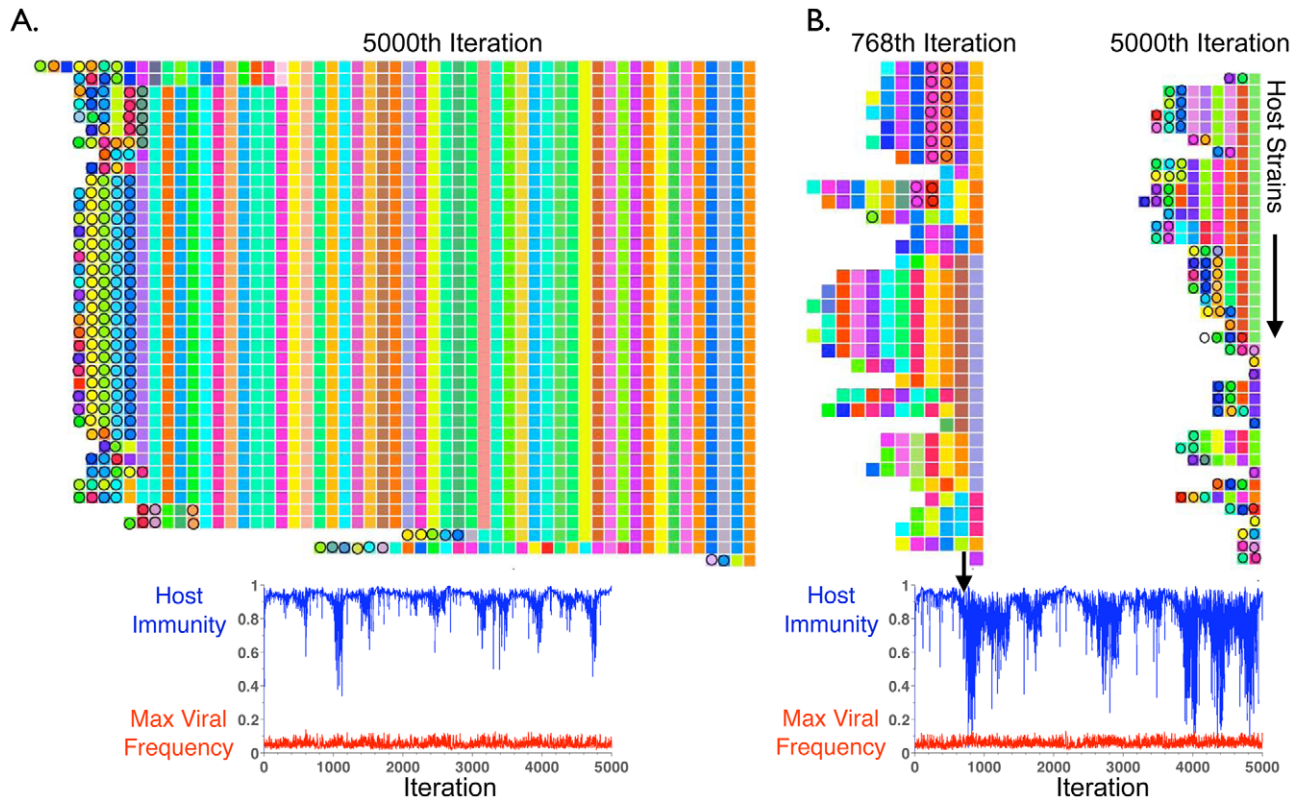 A.
5000th Iteration
Host
Immunity
Max Viral
Frequency
1
0.8
0.6
0.4
0.2
0
0
1000
2000
3000
4000
5000
Iteration
B.
768th Iteration
5000th Iteration
Host Strains
Host
Immunity
Max Viral
Frequency
1
0.8
0.6
0.4
0.2
0
0
1000
2000
3000
4000
5000
Iteration